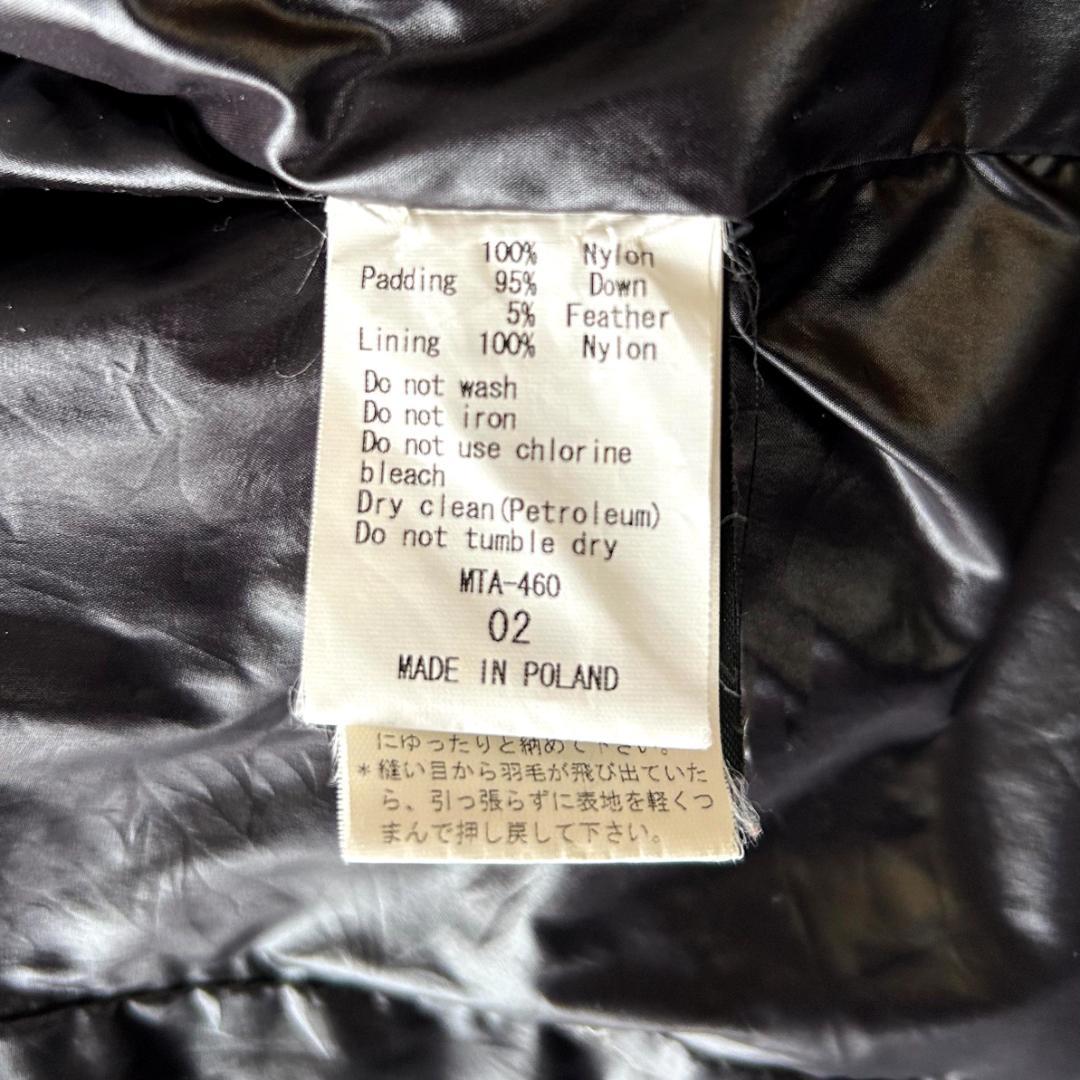 100% Nylon
Padding 95% Down
5% Feather
Lining 100% Nylon
Do not wash
Do not iron
Do not use chlorine
bleach
Dry clean(Petroleum)
Do not tumble dry
MTA-460
02
MADE IN POLAND
にゆったりと納めて下さい。
*縫い目から羽毛が飛び出ていた
ら、引っ張らずに表地を軽くつ
まんで押し戻して下さい。